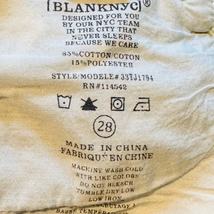 [BLANKNYC]
DESIGNED FOR YOU
BY OUR NYC TEAM
IN THE CITY THAT
NEVER SLEEPS
BECAUSE WE CARE
85% COTTON COTON
15% POLYESTER
STYLE/MODELE# 33TJ1794
RN# 114542
28
MADE IN CHINA
FABRIQUÉ EN CHINE
MACHINE WASH COLD
WITH LIKE COLORS
DO NOT BLEACH
TUMBLE DRY LOW